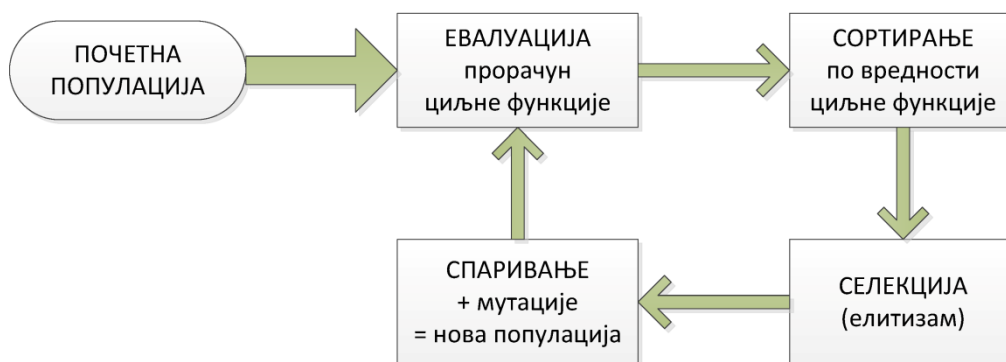 ПОЧЕТНА
ПОПУЛАЦИЈА
ЕВАЛУАЦИЈА
прорачун
циљне функције
СОРТИРАЊЕ
по вредности
циљне функције
СПАРИВАЊЕ
+ мутације
= нова популација
СЕЛЕКЦИЈА
(елитизам)